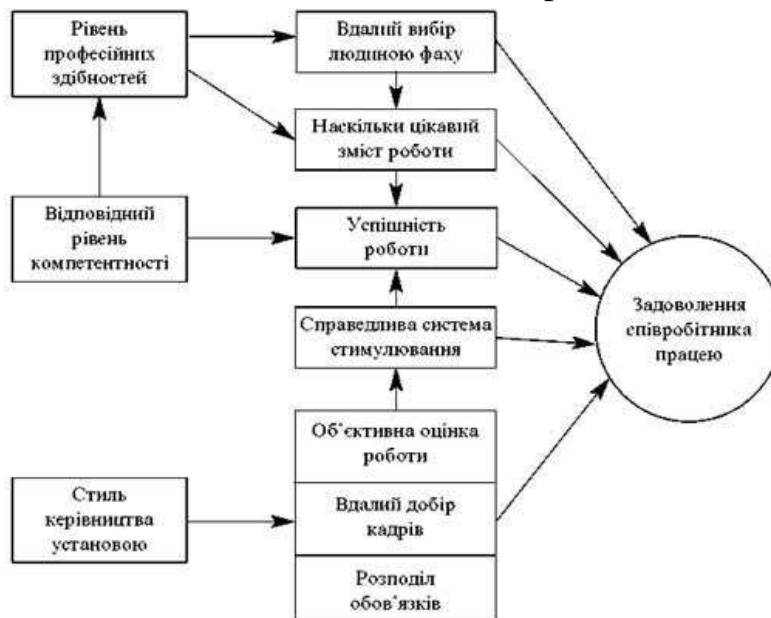 Рівень
професійних
здібностей
Вдалий вибір
людиною фаху
Наскільки цікавий
зміст роботи
Відповідний
рівень
компетентності
Успішність
роботи
Справедлива система
стимулювання
Задоволення
співробітника
працею
Об'єктивна оцінка
роботи
Стиль
керівництва
установою
Вдалий добір
кадрів
Розподіл
обов'язків